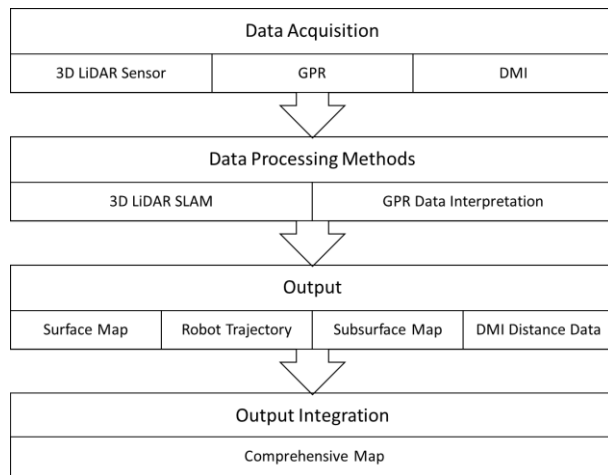 Data Acquisition
3D LiDAR Sensor GPR DMI
Data Processing Methods
3D LiDAR SLAM GPR Data Interpretation
Output
Surface Map Robot Trajectory Subsurface Map DMI Distance Data
Output Integration
Comprehensive Map